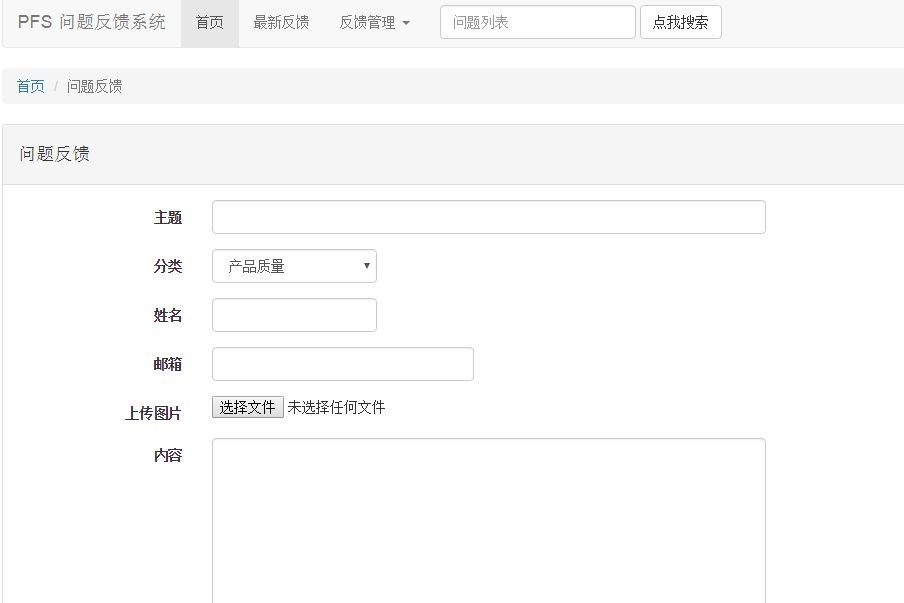 PFS 问题反馈系统 首页 最新反馈 反馈管理 问题列表 点我搜索
首页 / 问题反馈
问题反馈
主题
分类 产品质量
姓名
邮箱
上传图片 选择文件 未选择任何文件
内容